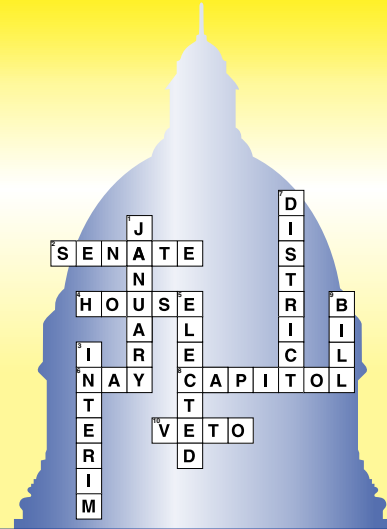 7 DISTRICT
1 JANUARY
2 SENATE
4 HOUSE
5 ELECTED
9 BILL
3 INTERIM
6 NAY
8 CAPITOL
10 VETO